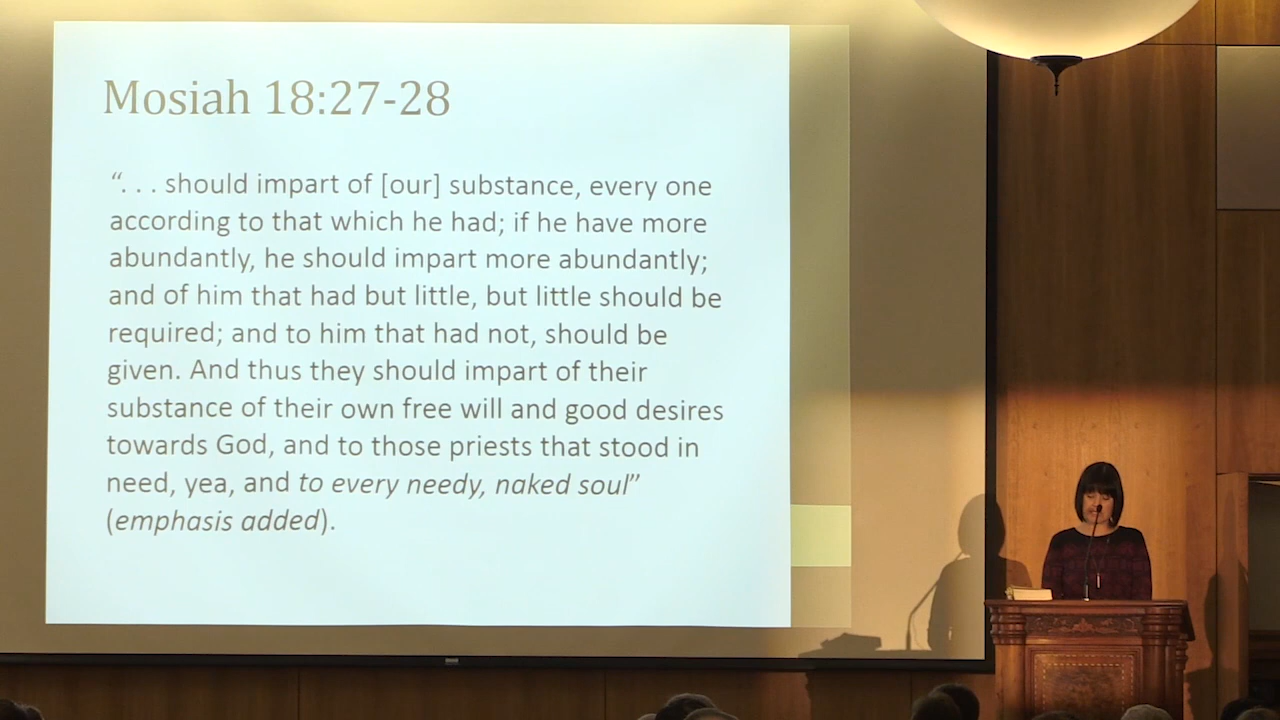 Mosiah 18:27-28
“. . . should impart of [our] substance, every one
according to that which he had; if he have more
abundantly, he should impart more abundantly;
and of him that had but little, but little should be
required; and to him that had not, should be
given. And thus they should impart of their
substance of their own free will and good desires
towards God, and to those priests that stood in
need, yea, and to every needy, naked soul”
(emphasis added).